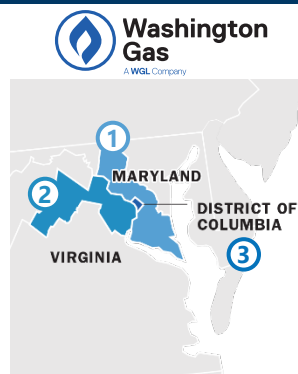 Washington
Gas
A WGL Company
1
MARYLAND
2
DISTRICT OF
COLUMBIA
VIRGINIA
3